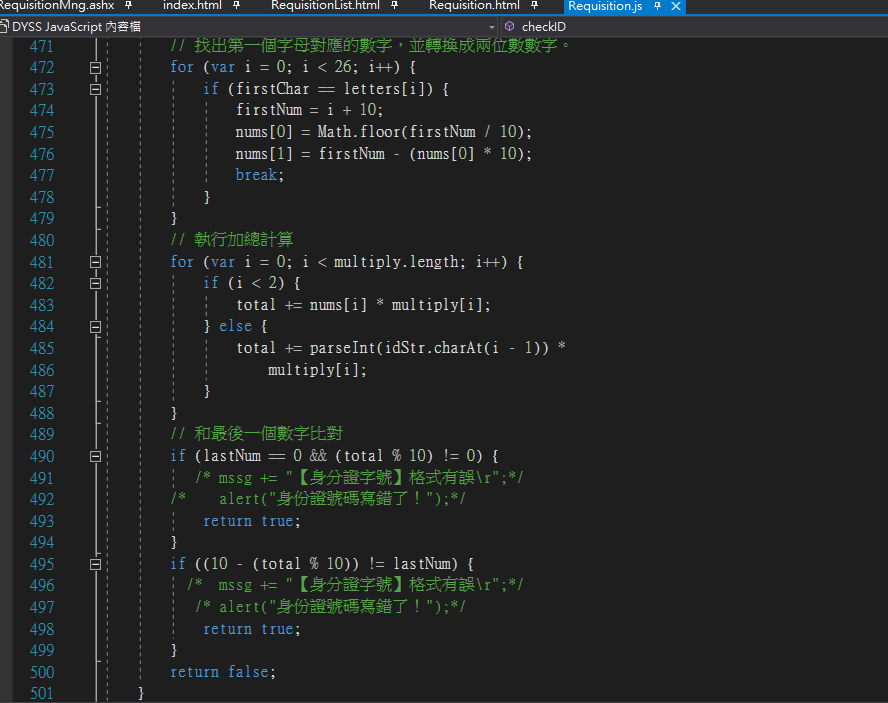 RequisitionMng.ashx index.html RequisitionList.html Requisition.html Requisition.js
DYSS JavaScript 內容檔 checkID
471 // 找出第一個字母對應的數字，並轉換成兩位數數字。
472 for (var i = 0; i < 26; i++) {
473 if (firstChar == letters[i]) {
474 firstNum = i + 10;
475 nums[0] = Math.floor(firstNum / 10);
476 nums[1] = firstNum - (nums[0] * 10);
477 break;
478 }
479 }
480 // 執行加總計算
481 for (var i = 0; i < multiply.length; i++) {
482 if (i < 2) {
483 total += nums[i] * multiply[i];
484 } else {
485 total += parseInt(idStr.charAt(i - 1)) *
486 multiply[i];
487 }
488 }
489 // 和最後一個數字比對
490 if (lastNum == 0 && (total % 10) != 0) {
491 /* mssg += "【身分證字號】格式有誤\r";*/
492 /* alert("身份證號碼寫錯了！");*/
493 return true;
494 }
495 if ((10 - (total % 10)) != lastNum) {
496 /* mssg += "【身分證字號】格式有誤\r";*/
497 /* alert("身份證號碼寫錯了！");*/
498 return true;
499 }
500 return false;
501 }